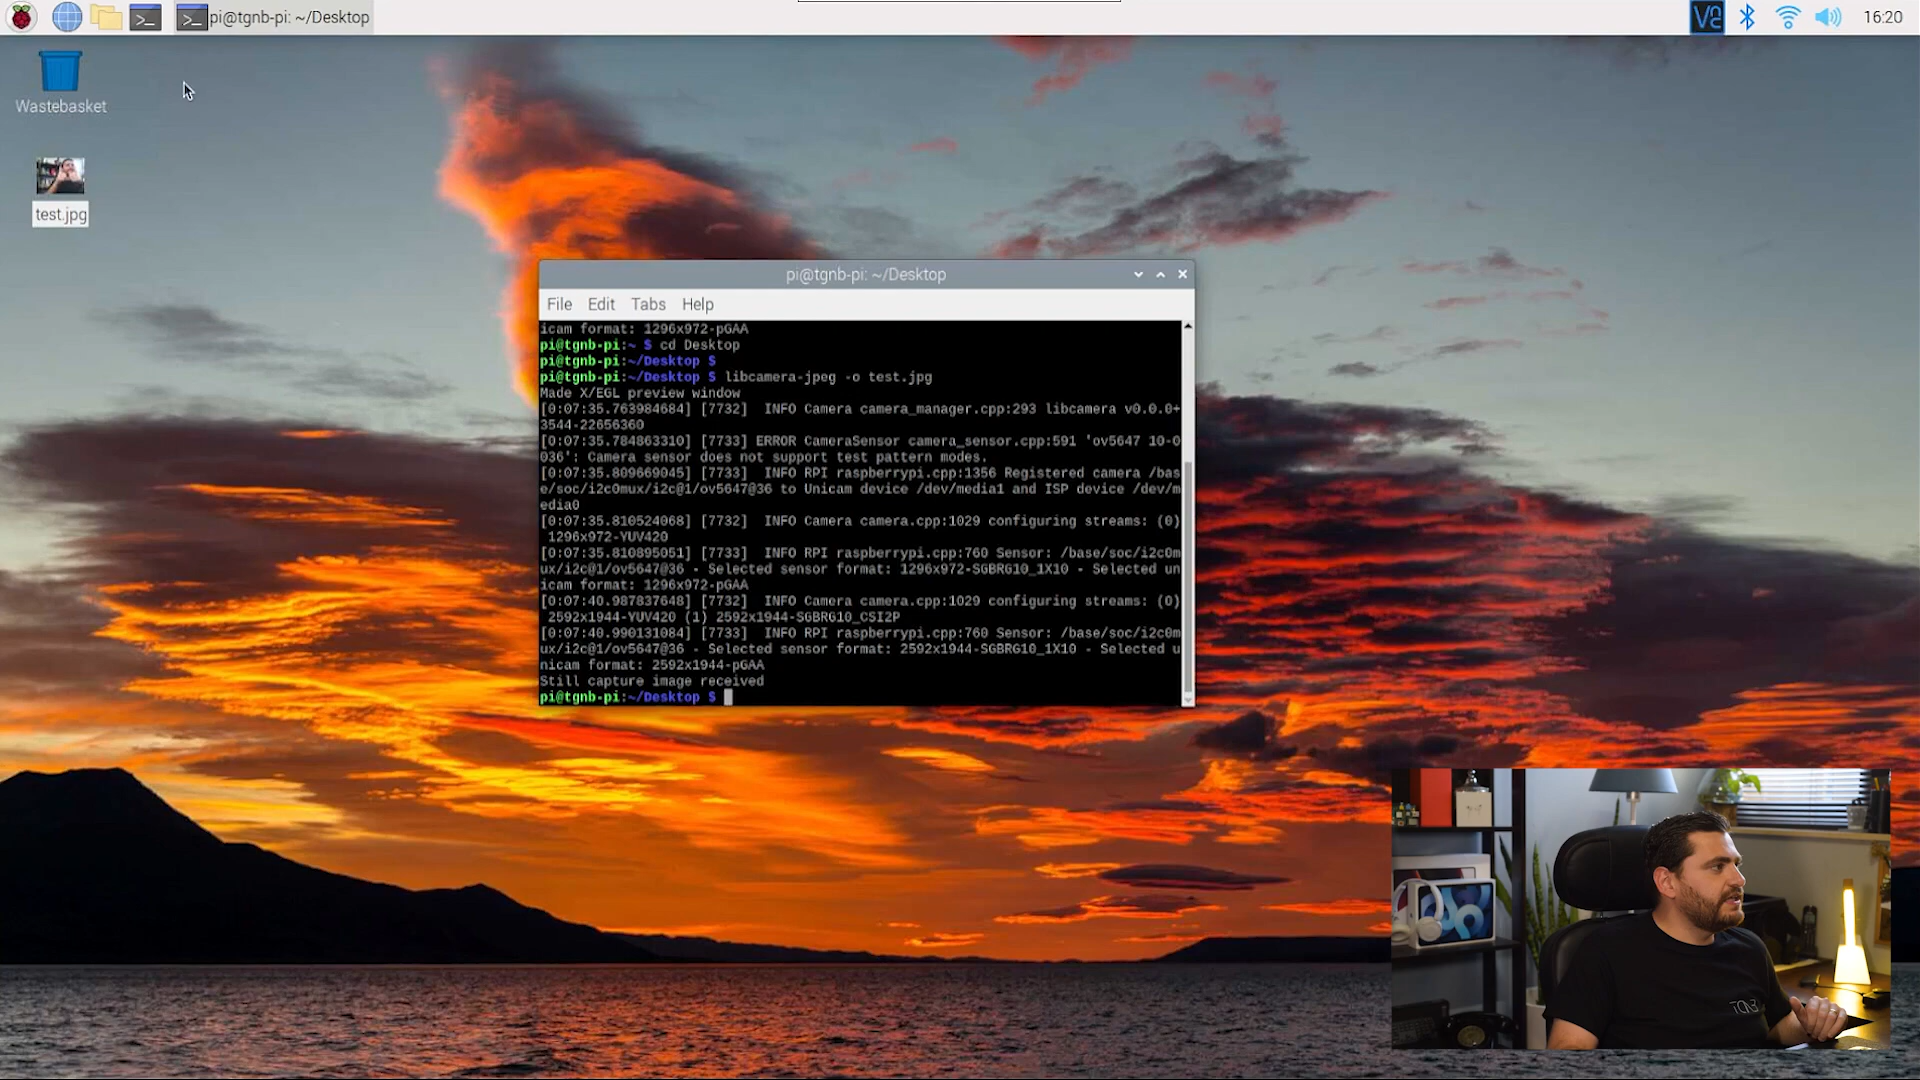 pi@tgnb-pi: ~/Desktop
16:20
Wastebasket
test.jpg
pi@tgnb-pi: ~/Desktop
File Edit Tabs Help
icam format: 1296x972-pGAA
pi@tgnb-pi:~ $ cd Desktop
pi@tgnb-pi:~/Desktop $
pi@tgnb-pi:~/Desktop $ libcamera-jpeg -o test.jpg
Made X/EGL preview window
[0:07:35.763984684] [7732]  INFO Camera camera_manager.cpp:293 libcamera v0.0.0+
3544-22656360
[0:07:35.784863310] [7733] ERROR CameraSensor camera_sensor.cpp:591 'ov5647 10-0
036': Camera sensor does not support test pattern modes.
[0:07:35.809669045] [7733]  INFO RPI raspberrypi.cpp:1356 Registered camera /bas
e/soc/i2c0mux/i2c@1/ov5647@36 to Unicam device /dev/media1 and ISP device /dev/m
edia0
[0:07:35.810524068] [7732]  INFO Camera camera.cpp:1029 configuring streams: (0)
1296x972-YUV420
[0:07:35.810895051] [7733]  INFO RPI raspberrypi.cpp:760 Sensor: /base/soc/i2c0m
ux/i2c@1/ov5647@36 - Selected sensor format: 1296x972-SGBRG10_1X10 - Selected un
icam format: 1296x972-pGAA
[0:07:40.987837648] [7732]  INFO Camera camera.cpp:1029 configuring streams: (0)
2592x1944-YUV420 (1) 2592x1944-SGBRG10_CSI2P
[0:07:40.990131084] [7733]  INFO RPI raspberrypi.cpp:760 Sensor: /base/soc/i2c0m
ux/i2c@1/ov5647@36 - Selected sensor format: 2592x1944-SGBRG10_1X10 - Selected u
nicam format: 2592x1944-pGAA
Still capture image received
pi@tgnb-pi:~/Desktop $